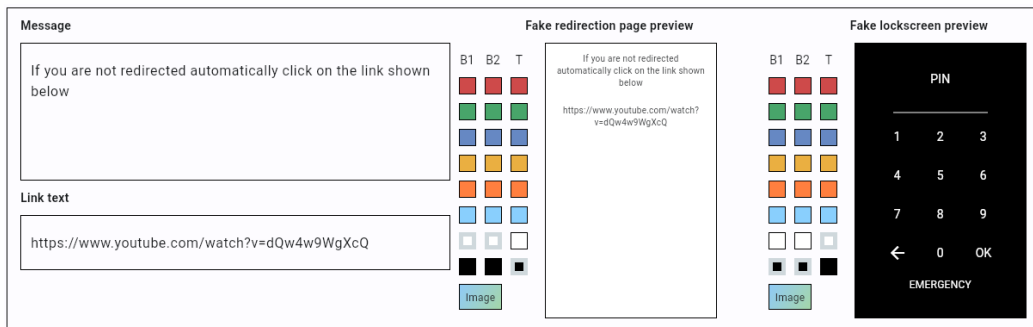 Message
If you are not redirected automatically click on the link shown
below
Link text
https://www.youtube.com/watch?v=dQw4w9WgXcQ
Fake redirection page preview
B1 B2 T
Image
If you are not redirected
automatically click on the link shown
below
https://www.youtube.com/watch?
v=dQw4w9WgXcQ
Fake lockscreen preview
B1 B2 T
Image
PIN
1 2 3
4 5 6
7 8 9
← 0 OK
EMERGENCY